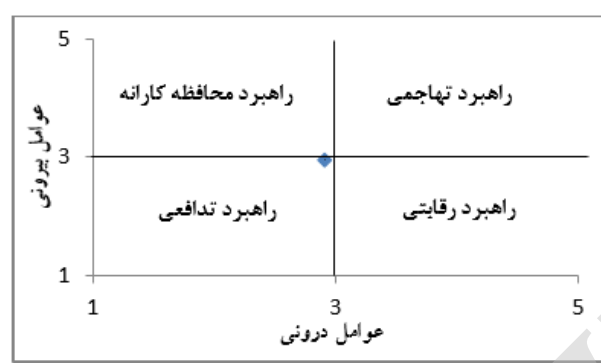 5
راهبرد محافظه کارانه
راهبرد تهاجمی
عوامل بیرونی
3
راهبرد تدافعی
راهبرد رقابتی
1
1
3
5
عوامل درونی